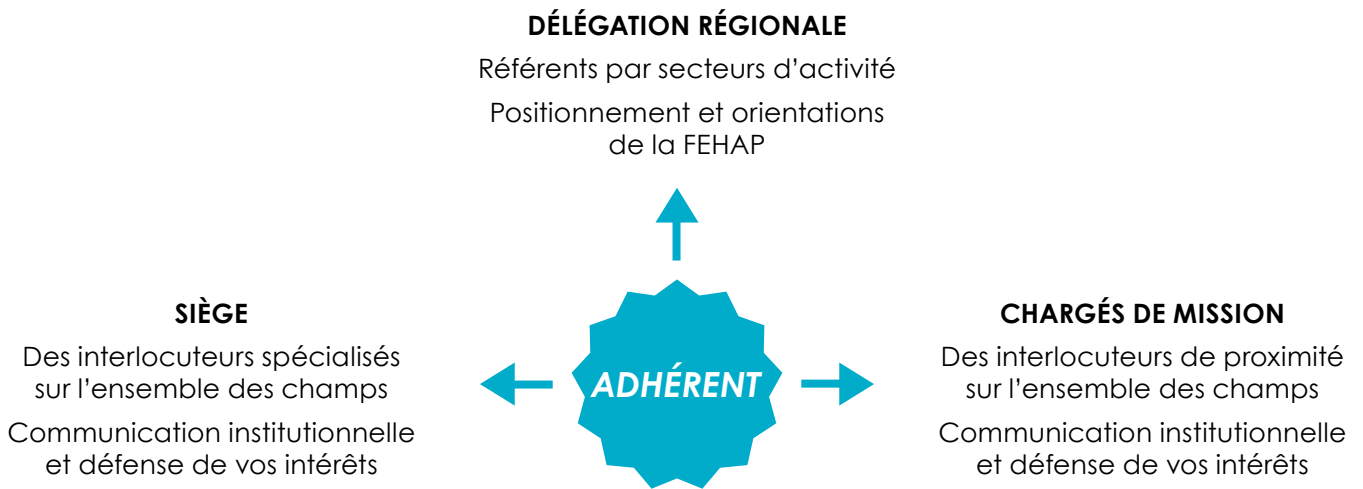 DÉLÉGATION RÉGIONALE
Référents par secteurs d'activité
Positionnement et orientations
de la FEHAP
SIÈGE
Des interlocuteurs spécialisés
sur l'ensemble des champs
Communication institutionnelle
et défense de vos intérêts
ADHÉRENT
CHARGÉS DE MISSION
Des interlocuteurs de proximité
sur l'ensemble des champs
Communication institutionnelle
et défense de vos intérêts